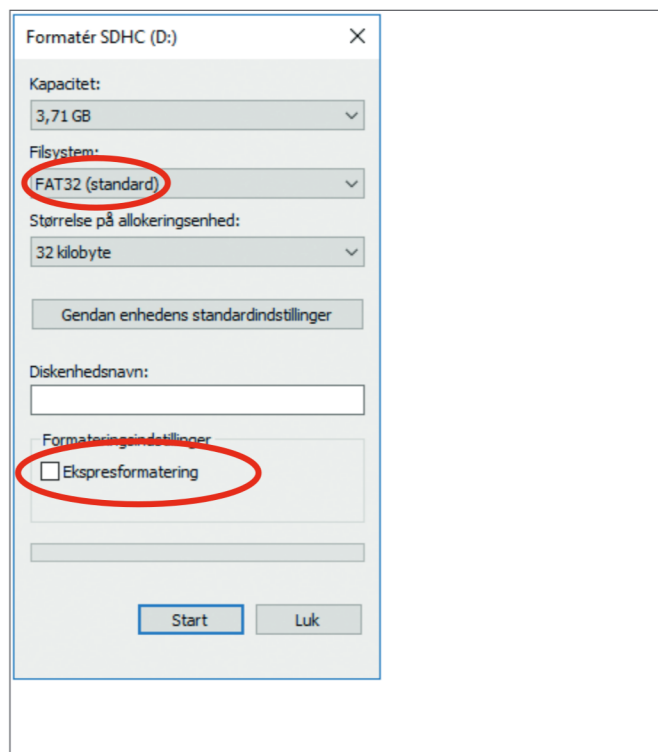 Formatér SDHC (D:)
Kapacitet:
3,71 GB
Filsystem:
FAT32 (standard)
Størrelse på allokeringsenhed:
32 kilobyte
Gendan enhedens standardindstillinger
Diskenhedsnavn:
Formateringsindstillinger
Ekspresformatering
Start
Luk